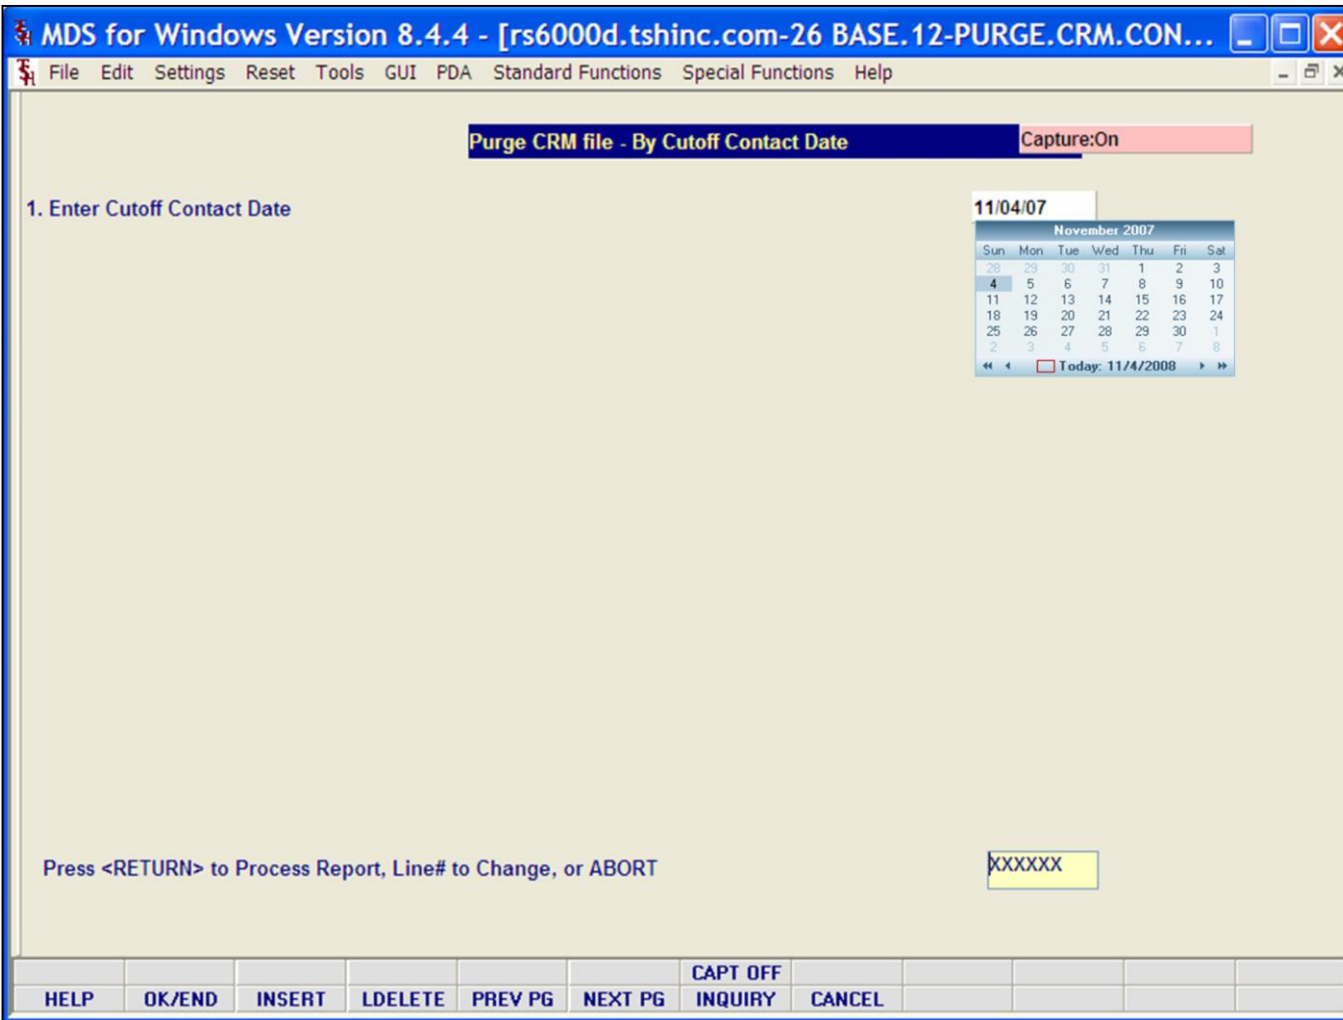 MDS for Windows Version 8.4.4 - [rs6000d.tshinc.com-26 BASE.12-PURGE.CRM.CON...
File Edit Settings Reset Tools GUI PDA Standard Functions Special Functions Help
Purge CRM file - By Cutoff Contact Date Capture:On
1. Enter Cutoff Contact Date 11/04/07
November 2007
Sun Mon Tue Wed Thu Fri Sat
28 29 30 31 1 2 3
4 5 6 7 8 9 10
11 12 13 14 15 16 17
18 19 20 21 22 23 24
25 26 27 28 29 30 1
2 3 4 5 6 7 8
Today: 11/4/2008
Press <RETURN> to Process Report, Line# to Change, or ABORT XXXXXX
CAPT OFF
HELP OK/END INSERT LDELETE PREV PG NEXT PG INQUIRY CANCEL